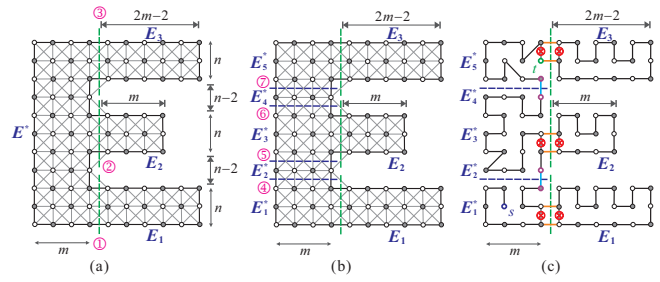 ③ 2m−2
E₃
n
n−2
E*
m
n
②
E₂
n−2
n
m
①
E₁
(a)
2m−2
E₃
E₅*
⑦
E₄*
m
⑥
E₃*
E₂
⑤
E₂*
④
E₁*
m
E₁
(b)
2m−2
E₃
E₅*
t
E₄*
m
E₃*
E₂
E₂*
E₁*
s
m
E₁
(c)